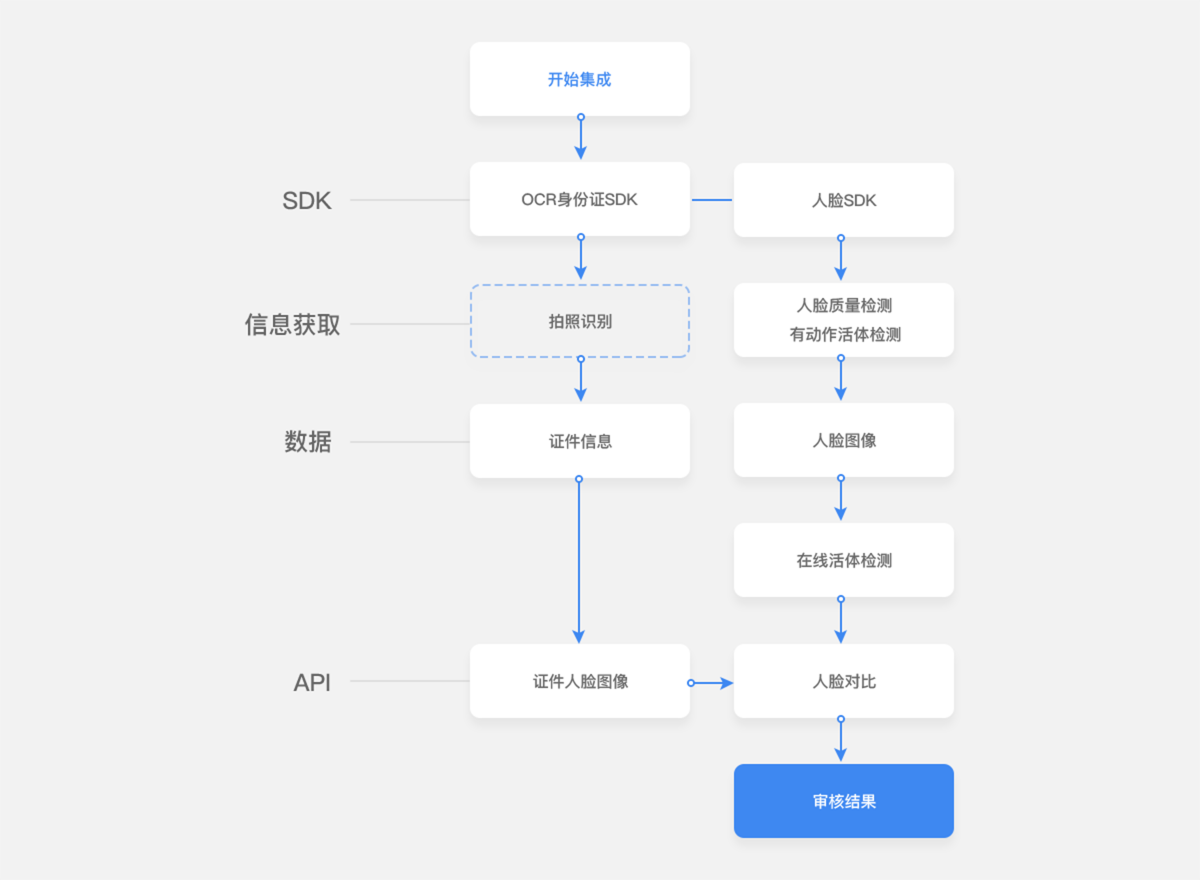 开始集成
SDK
OCR身份证SDK
人脸SDK
信息获取
拍照识别
人脸质量检测
有动作活体检测
数据
证件信息
人脸图像
在线活体检测
API
证件人脸图像
人脸对比
审核结果